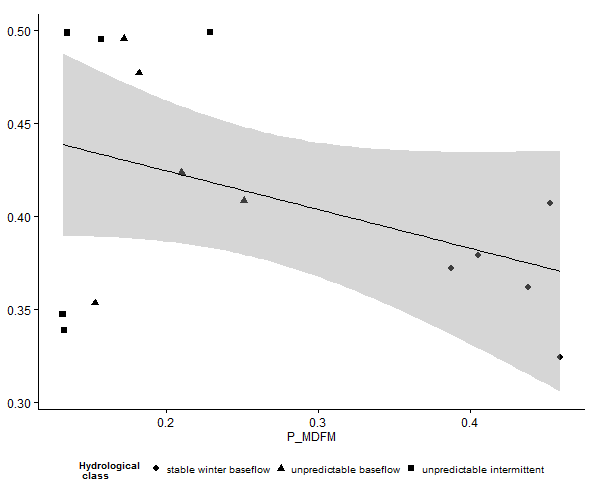 0.50
0.45
0.40
0.35
0.30
0.2 0.3 0.4
P_MDFM
Hydrological
class
stable winter baseflow unpredictable baseflow unpredictable intermittent